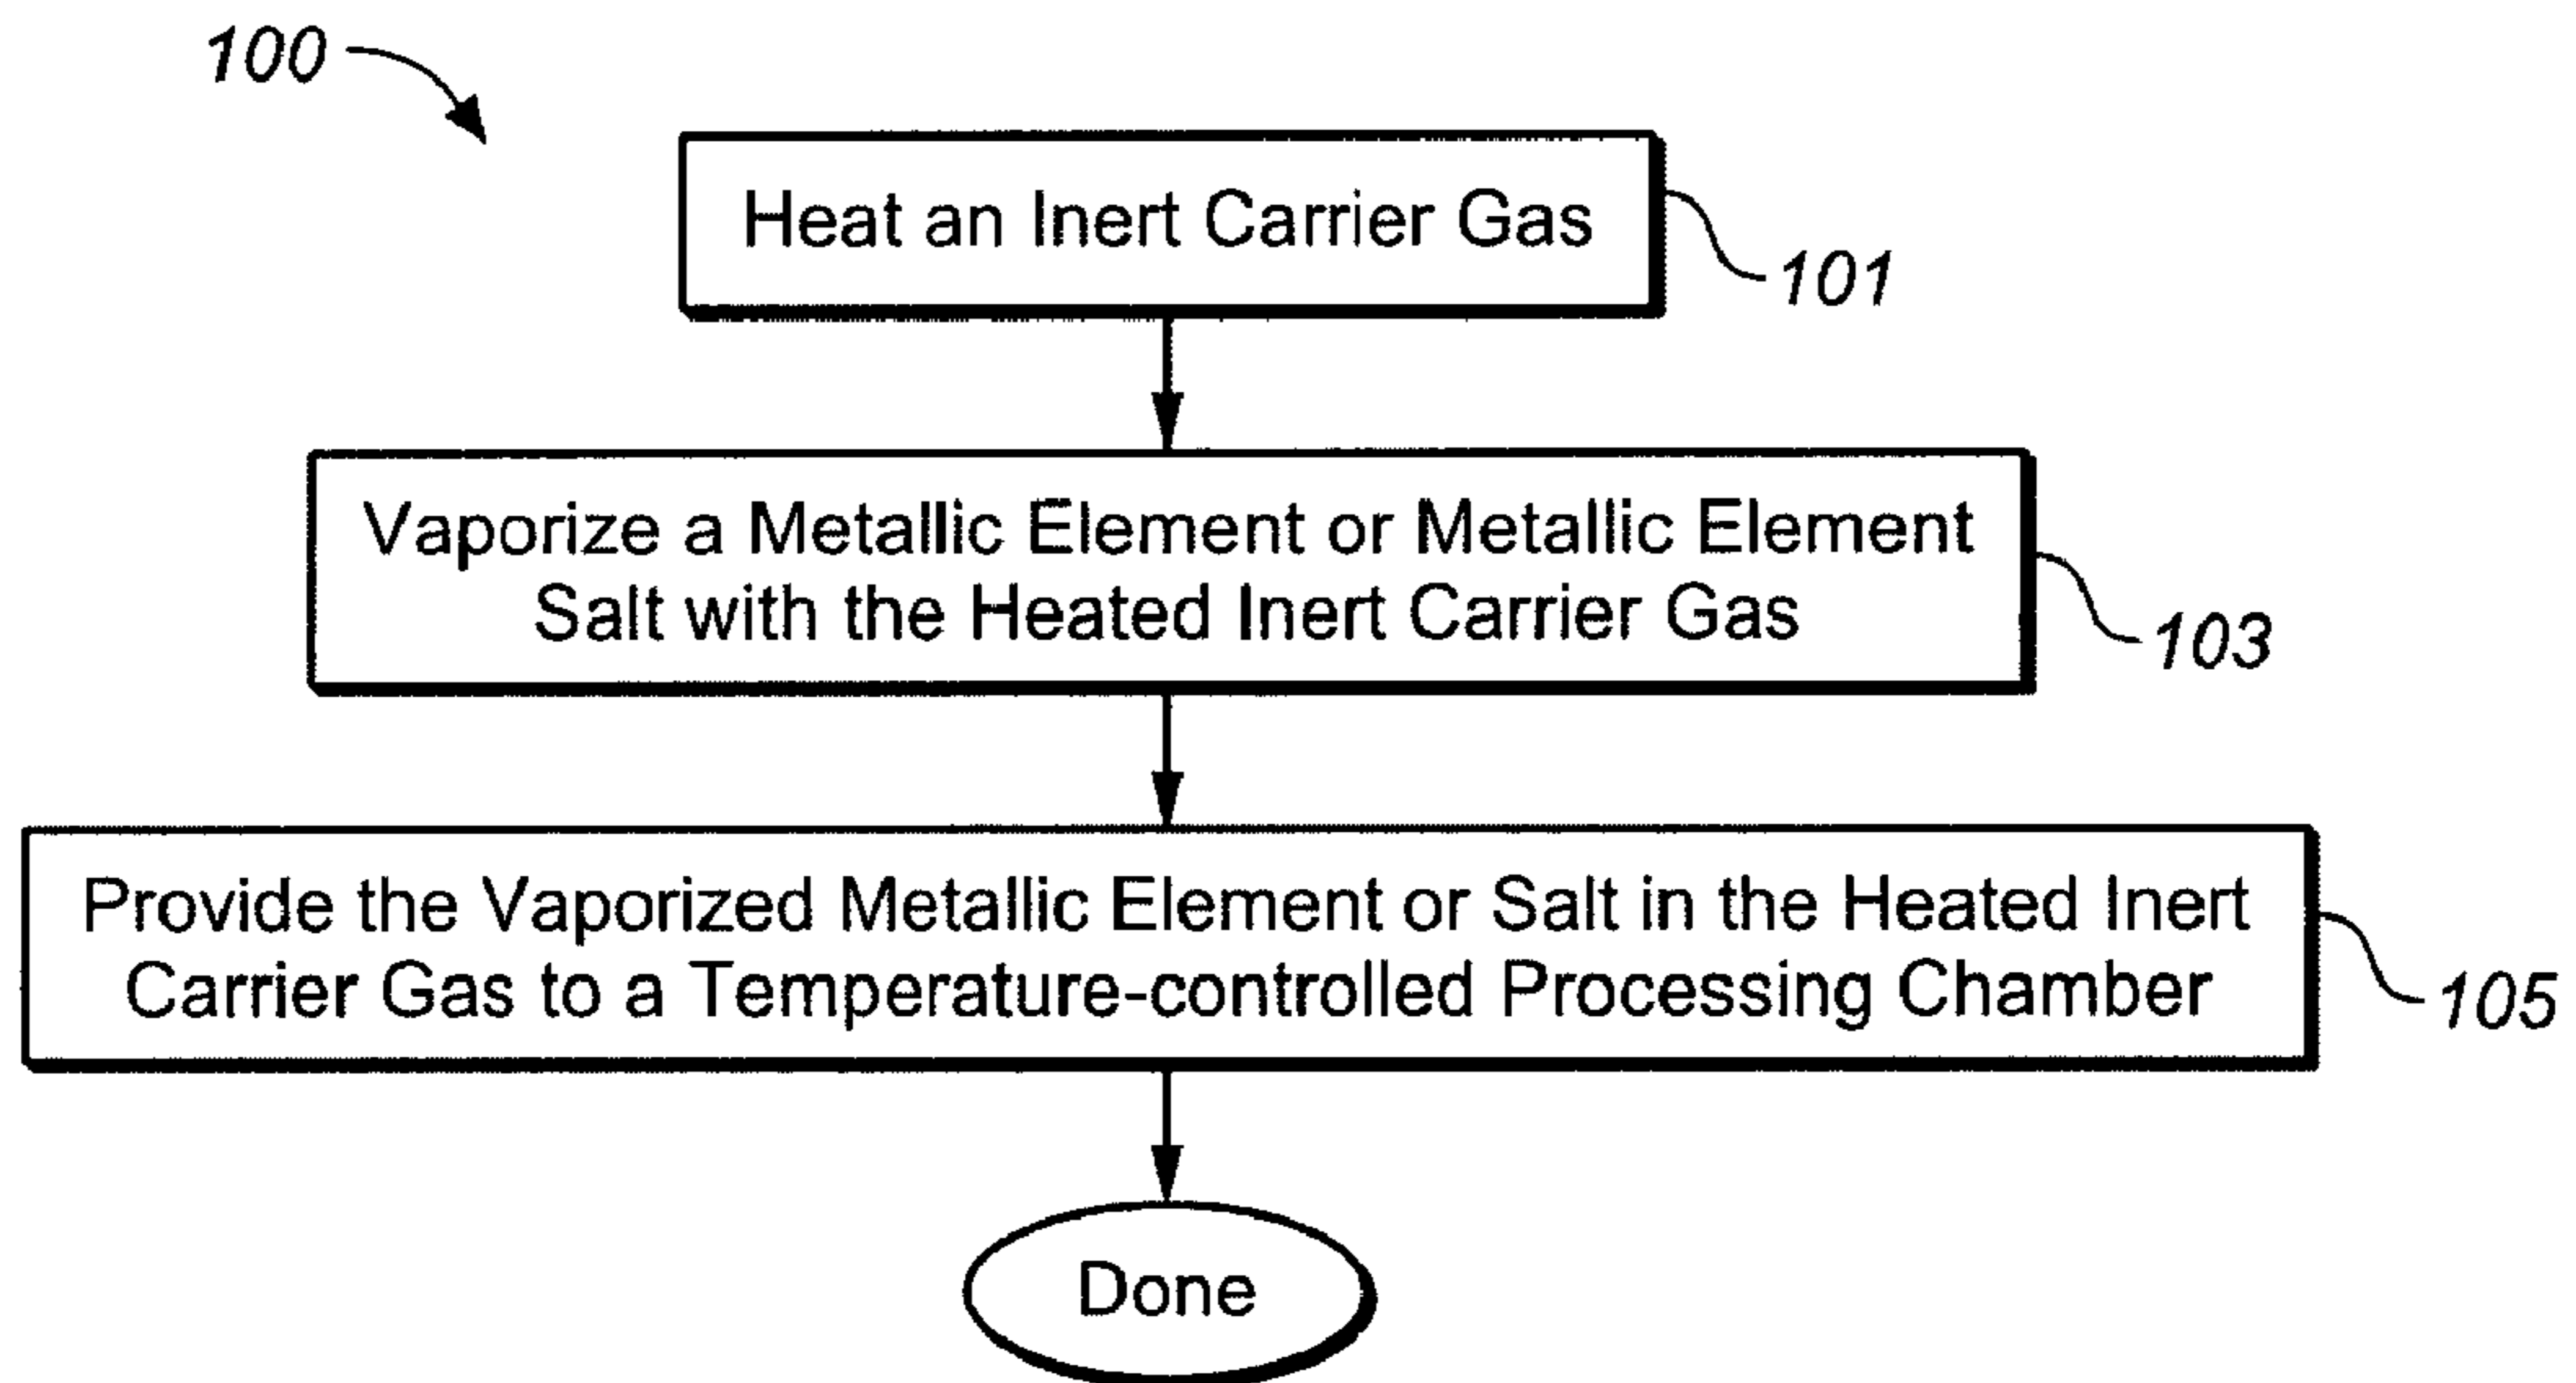 100
Heat an Inert Carrier Gas
101
Vaporize a Metallic Element or Metallic Element
Salt with the Heated Inert Carrier Gas
103
Provide the Vaporized Metallic Element or Salt in the Heated Inert
Carrier Gas to a Temperature-controlled Processing Chamber
105
Done